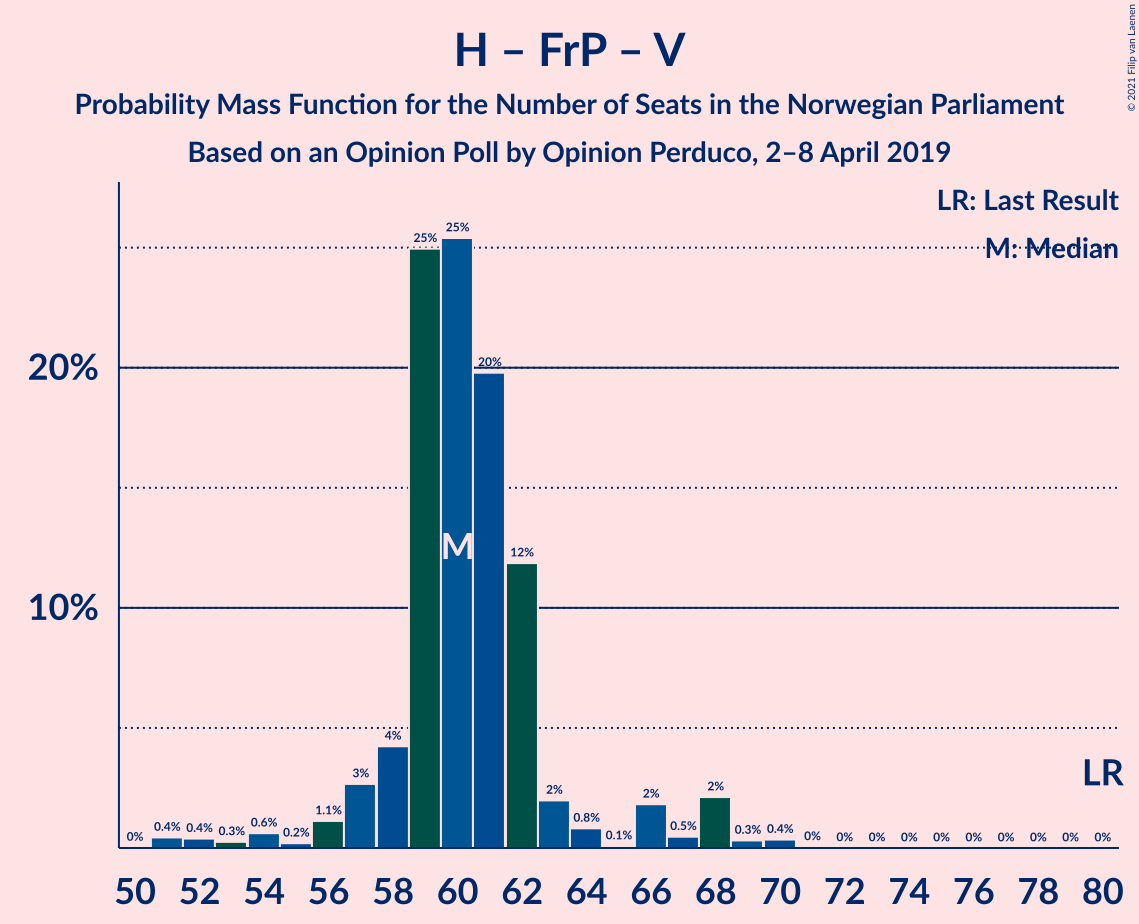 H – FrP – V
Probability Mass Function for the Number of Seats in the Norwegian Parliament
Based on an Opinion Poll by Opinion Perduco, 2–8 April 2019
© 2021 Filip van Laenen
LR: Last Result
M: Median
20%
10%
0% 0.4% 0.4% 0.3% 0.6% 0.2% 1.1% 3% 4% 25% 25% 20% 12% 2% 0.8% 0.1% 2% 0.5% 2% 0.3% 0.4% 0% 0% 0% 0% 0% 0% 0% 0% 0% 0%
M
LR
50 52 54 56 58 60 62 64 66 68 70 72 74 76 78 80